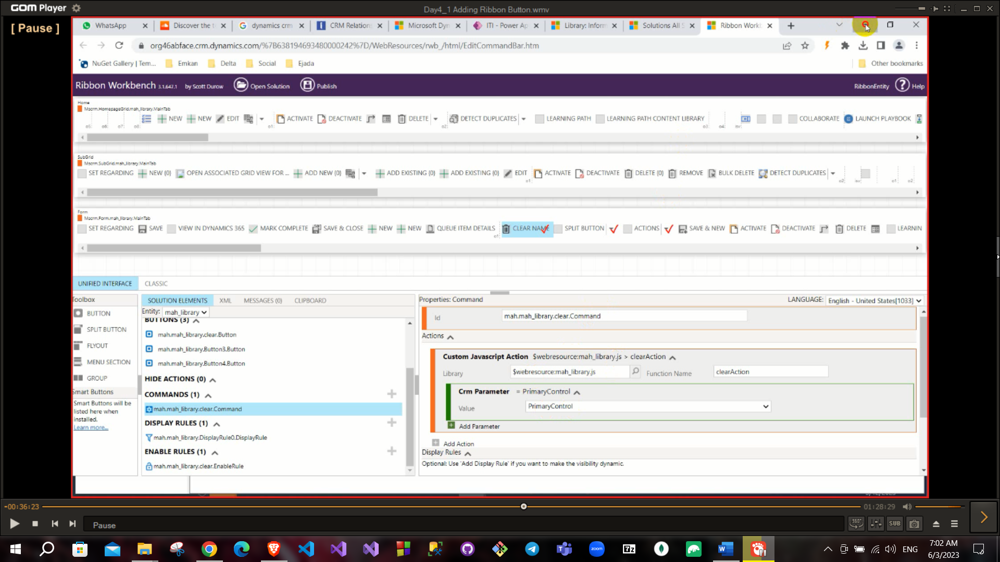 GOM Player
Day4_1 Adding Ribbon Button.wmv
[ Pause ]
WhatsApp
Discover the t
dynamics crm
CRM Relation
Microsoft Dyn
ITI - Power Ap
Library: Inform
Solutions All S
Ribbon Work
org46abface.crm.dynamics.com/%7B638194693480000242%7D/WebResources/rwb_/html/EditCommandBar.htm
NuGet Gallery | Tem...
Emkan
Delta
Social
Ejada
Other bookmarks
Ribbon Workbench 3.1.647.1 by Scott Durow
Open Solution
Publish
RibbonEntity
Help
Home
Mscrm.HomepageGrid.mah_library.MainTab
NEW NEW EDIT ACTIVATE DEACTIVATE DELETE DETECT DUPLICATES LEARNING PATH LEARNING PATH CONTENT LIBRARY COLLABORATE LAUNCH PLAYBOOK
SubGrid
Mscrm.SubGrid.mah_library.MainTab
SET REGARDING NEW (0) OPEN ASSOCIATED GRID VIEW FOR ... ADD NEW (0) ADD EXISTING (0) ADD EXISTING (0) EDIT ACTIVATE DEACTIVATE DELETE (0) REMOVE BULK DELETE DETECT DUPLICATES
Form
Mscrm.Form.mah_library.MainTab
SET REGARDING SAVE VIEW IN DYNAMICS 365 MARK COMPLETE SAVE & CLOSE NEW NEW QUEUE ITEM DETAILS CLEAR NAME SPLIT BUTTON ACTIONS SAVE & NEW ACTIVATE DEACTIVATE DELETE LEARNIN
UNIFIED INTERFACE CLASSIC
Toolbox
BUTTON
SPLIT BUTTON
FLYOUT
MENU SECTION
GROUP
Smart Buttons
Smart Buttons will be
listed here when
installed.
Learn more...
SOLUTION ELEMENTS XML MESSAGES (0) CLIPBOARD
Entity: mah_library
BUTTONS (3)
mah.mah_library.clear.Button
mah.mah_library.Button3.Button
mah.mah_library.Button4.Button
HIDE ACTIONS (0)
COMMANDS (1)
mah.mah_library.clear.Command
DISPLAY RULES (1)
mah.mah_library.DisplayRule0.DisplayRule
ENABLE RULES (1)
mah.mah_library.clear.EnableRule
Properties: Command
LANGUAGE: English - United States[1033]
Id mah.mah_library.clear.Command
Actions
Custom Javascript Action $webresource:mah_library.js > clearAction
Library $webresource:mah_library.js Function Name clearAction
Crm Parameter = PrimaryControl
Value PrimaryControl
Add Parameter
Add Action
Display Rules
Optional: Use 'Add Display Rule' if you want to make the visibility dynamic.
-00:36:23
01:28:29
Pause
360°
SUB
zoom
7z
ENG
7:02 AM
6/3/2023